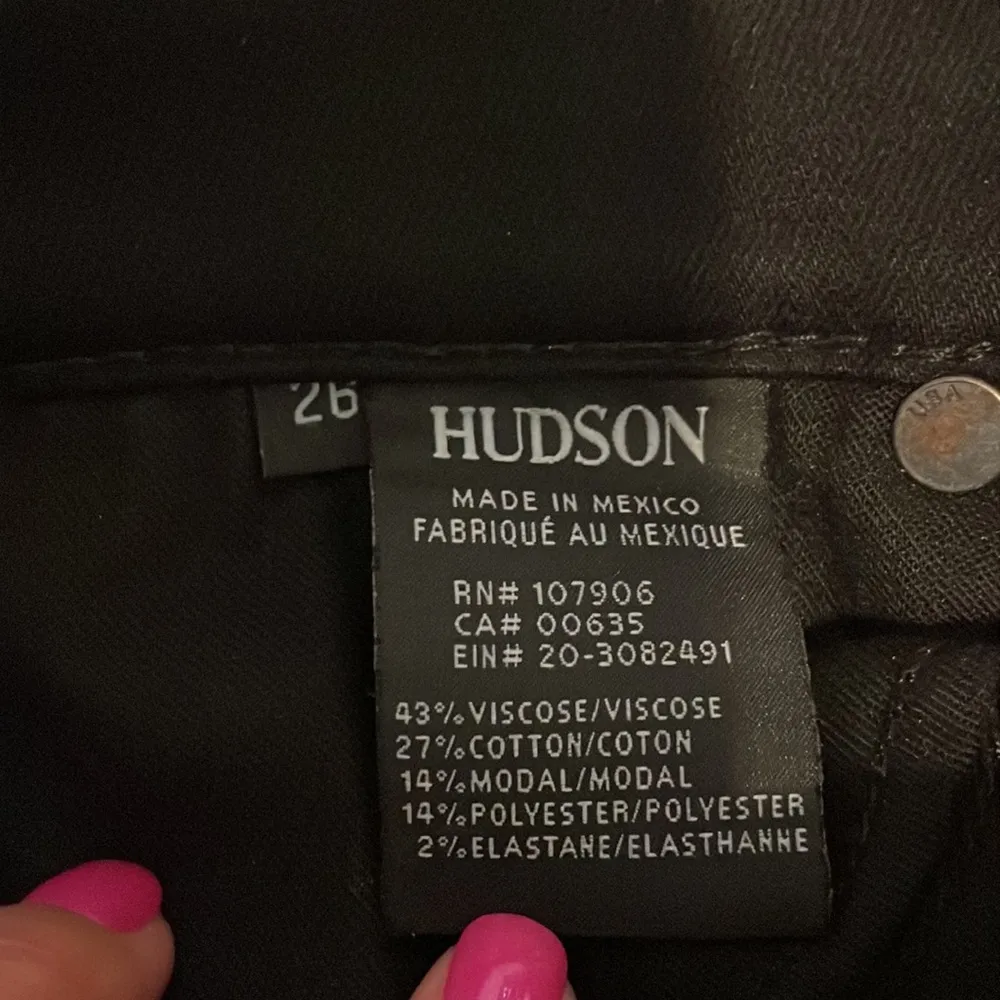 26
HUDSON
MADE IN MEXICO
FABRIQUÉ AU MEXIQUE
RN# 107906
CA# 00635
EIN# 20-3082491
43% VISCOSE/VISCOSE
27% COTTON/COTON
14% MODAL/MODAL
14% POLYESTER/POLYESTER
2% ELASTANE/ELASTHANNE
USA